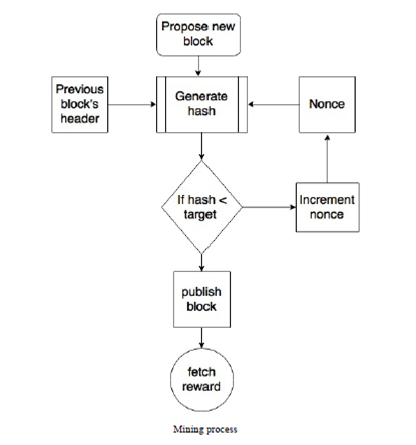 Propose new
block
Previous
block's
header
Generate
hash
Nonce
If hash <
target
Increment
nonce
publish
block
fetch
reward
Mining process